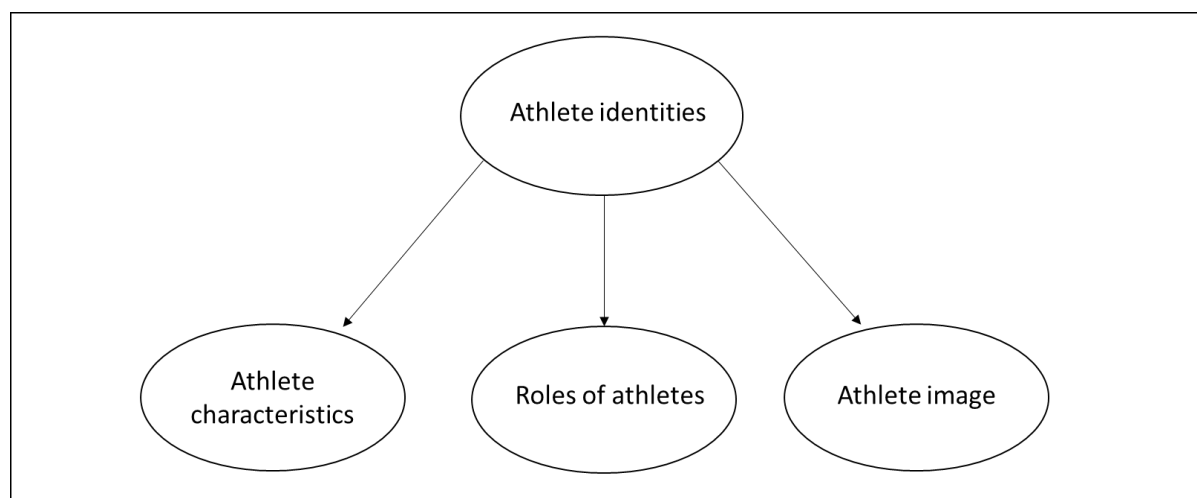 Athlete identities
Athlete
characteristics
Roles of athletes
Athlete image